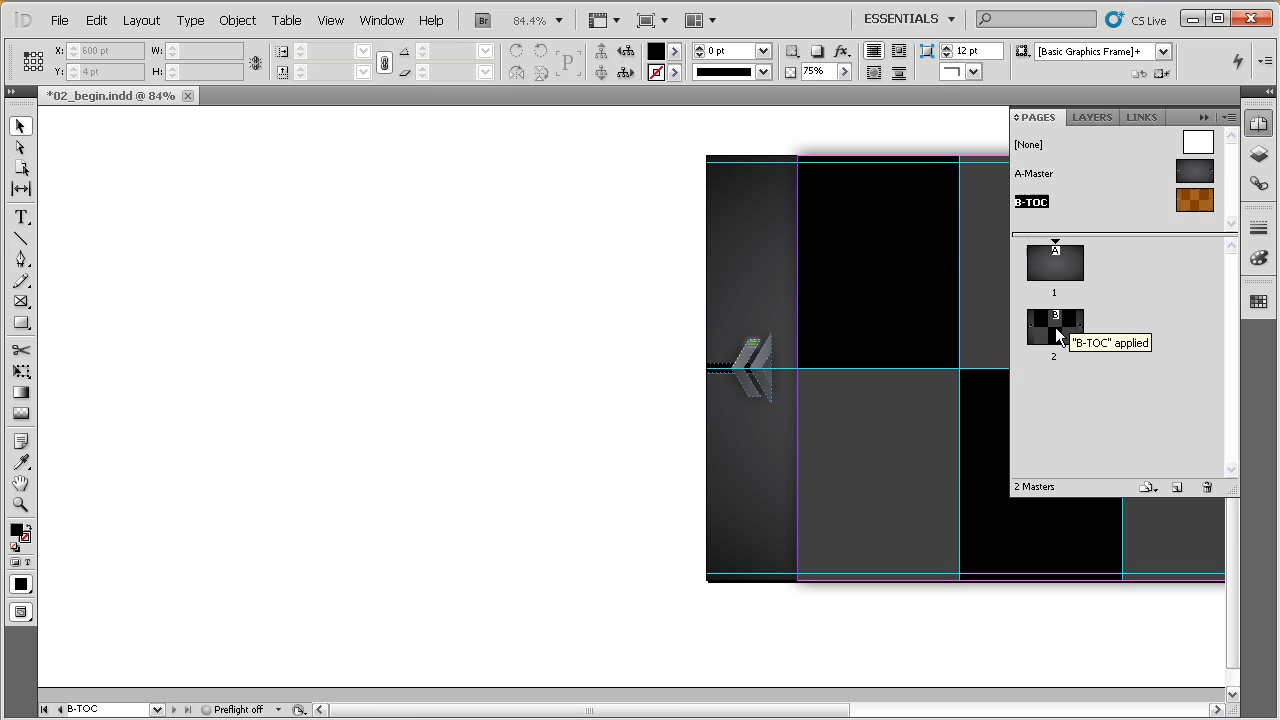 iD File Edit Layout Type Object Table View Window Help Br 84.4% ESSENTIALS CS Live
X: 600 pt W: 0 pt 12 pt [Basic Graphics Frame]+
Y: 4 pt H: P fx. 75%
*02_begin.indd @ 84%
PAGES LAYERS LINKS
[None]
A-Master
B-TOC
A
1
B
"B-TOC" applied
2
2 Masters
T
T
B-TOC Preflight off